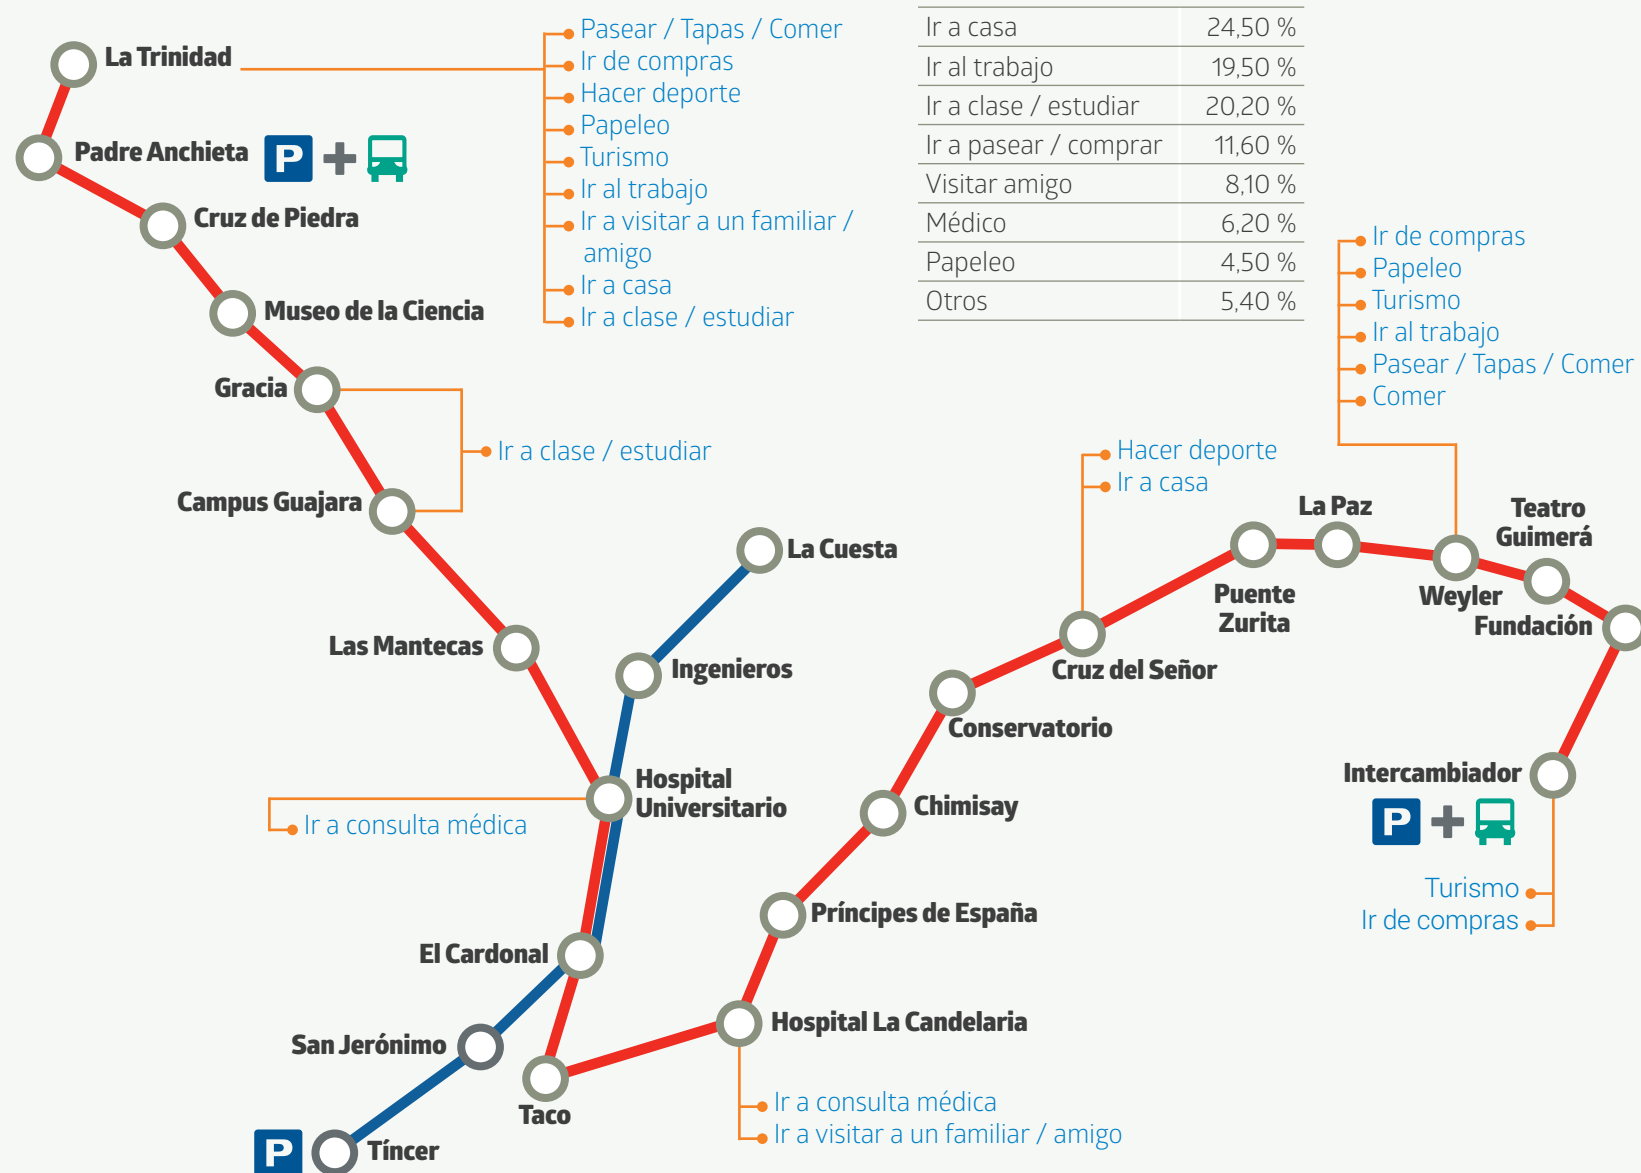 La Trinidad
Padre Anchieta
P
Cruz de Piedra
Museo de la Ciencia
Gracia
Campus Guajara
Las Mantecas
Hospital
Universitario
El Cardonal
San Jerónimo
Taco
P
Tíncer
La Cuesta
Ingenieros
Pasear / Tapas / Comer
Ir de compras
Hacer deporte
Papeleo
Turismo
Ir al trabajo
Ir a visitar a un familiar /
amigo
Ir a casa
Ir a clase / estudiar
Ir a clase / estudiar
Ir a consulta médica
Ir a casa 24,50 %
Ir al trabajo 19,50 %
Ir a clase / estudiar 20,20 %
Ir a pasear / comprar 11,60 %
Visitar amigo 8,10 %
Médico 6,20 %
Papeleo 4,50 %
Otros 5,40 %
Ir de compras
Papeleo
Turismo
Ir al trabajo
Pasear / Tapas / Comer
Comer
Hacer deporte
Ir a casa
La Paz
Teatro
Guimerá
Puente
Zurita
Weyler
Fundación
Cruz del Señor
Conservatorio
Chimisay
Príncipes de España
Hospital La Candelaria
Ir a consulta médica
Ir a visitar a un familiar / amigo
Intercambiador
P
Turismo
Ir de compras